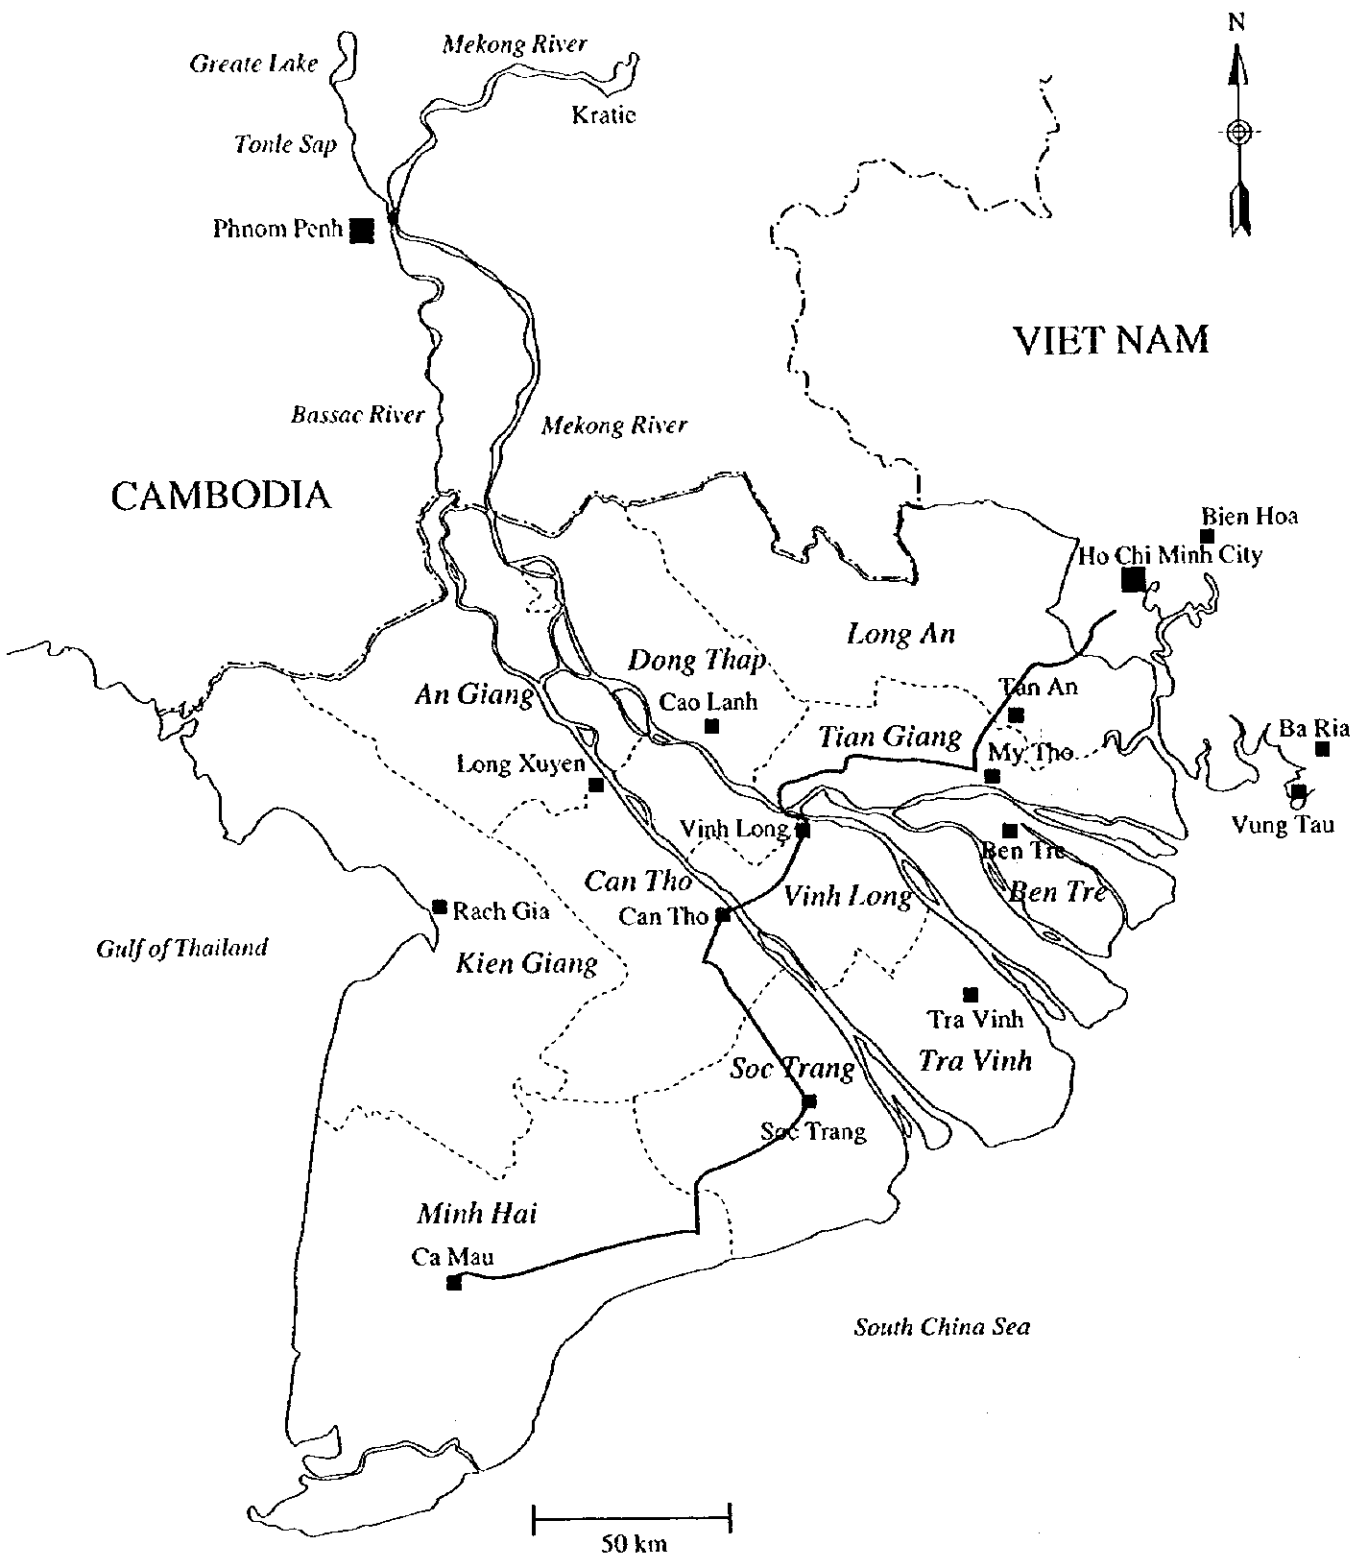 N
Mekong River
Greate Lake
Kratie
Tonle Sap
Phnom Penh
VIET NAM
Bassac River
Mekong River
CAMBODIA
Bien Hoa
Ho Chi Minh City
Long An
Dong Thap
An Giang
Cao Lanh
Tan An
Tian Giang
Ba Ria
My Tho
Long Xuyen
Vung Tau
Vinh Long
Ben Tre
Can Tho
Vinh Long
Ben Tre
Rach Gia
Can Tho
Gulf of Thailand
Kien Giang
Tra Vinh
Tra Vinh
Soc Trang
Soc Trang
Minh Hai
Ca Mau
South China Sea
50 km